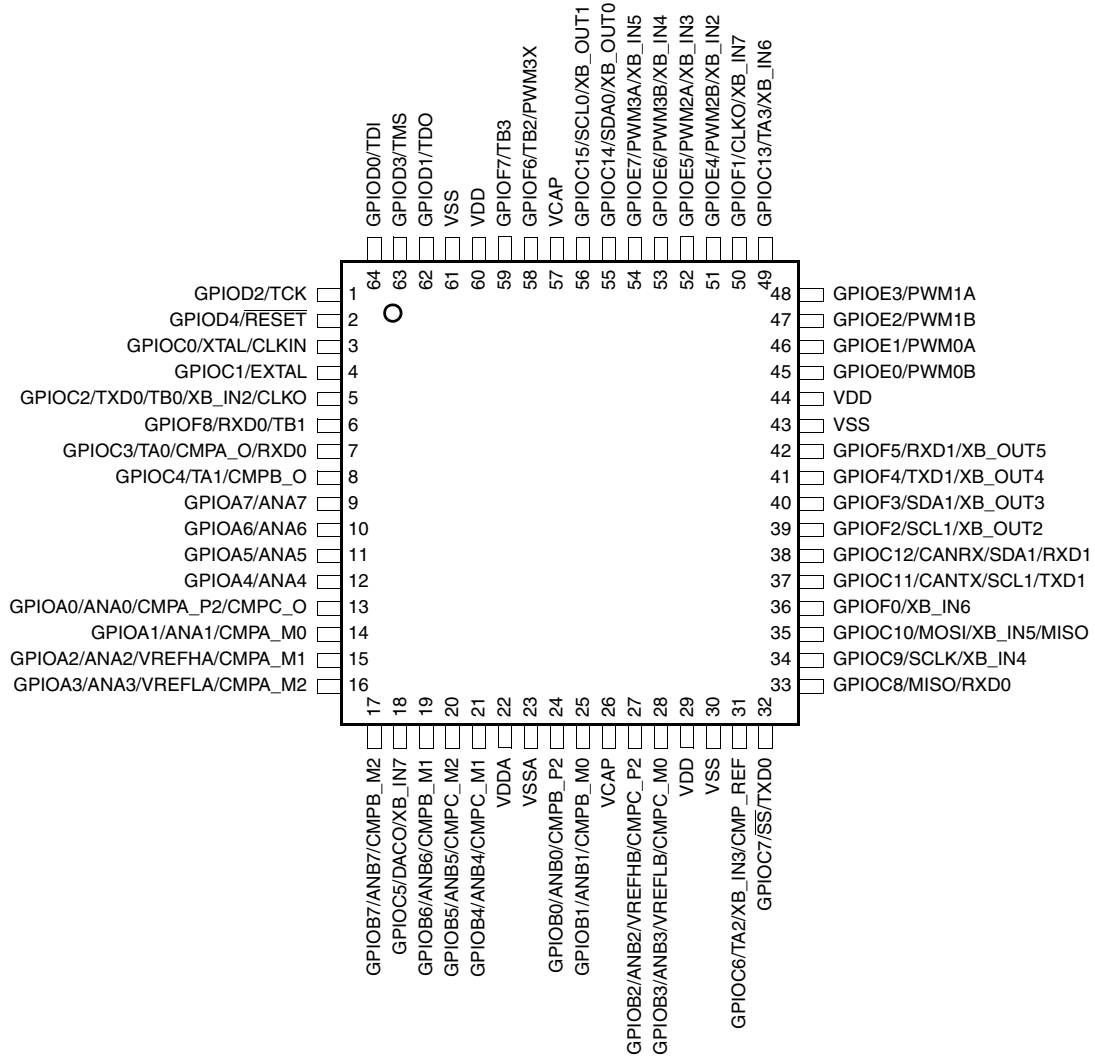 GPIOD0/TDI
GPIOD3/TMS
GPIOD1/TDO
VSS
VDD
GPIOF7/TB3
GPIOF6/TB2/PWM3X
VCAP
GPIOC15/SCL0/XB_OUT1
GPIOC14/SDA0/XB_OUT0
GPIOE7/PWM3A/XB_IN5
GPIOE6/PWM3B/XB_IN4
GPIOE5/PWM2A/XB_IN3
GPIOE4/PWM2B/XB_IN2
GPIOF1/CLKO/XB_IN7
GPIOC13/TA3/XB_IN6
64 63 62 61 60 59 58 57 56 55 54 53 52 51 50 49
GPIOD2/TCK 1
GPIOD4/RESET 2
GPIOC0/XTAL/CLKIN 3
GPIOC1/EXTAL 4
GPIOC2/TXD0/TB0/XB_IN2/CLKO 5
GPIOF8/RXD0/TB1 6
GPIOC3/TA0/CMPA_O/RXD0 7
GPIOC4/TA1/CMPB_O 8
GPIOA7/ANA7 9
GPIOA6/ANA6 10
GPIOA5/ANA5 11
GPIOA4/ANA4 12
GPIOA0/ANA0/CMPA_P2/CMPC_O 13
GPIOA1/ANA1/CMPA_M0 14
GPIOA2/ANA2/VREFHA/CMPA_M1 15
GPIOA3/ANA3/VREFLA/CMPA_M2 16
48 GPIOE3/PWM1A
47 GPIOE2/PWM1B
46 GPIOE1/PWM0A
45 GPIOE0/PWM0B
44 VDD
43 VSS
42 GPIOF5/RXD1/XB_OUT5
41 GPIOF4/TXD1/XB_OUT4
40 GPIOF3/SDA1/XB_OUT3
39 GPIOF2/SCL1/XB_OUT2
38 GPIOC12/CANRX/SDA1/RXD1
37 GPIOC11/CANTX/SCL1/TXD1
36 GPIOF0/XB_IN6
35 GPIOC10/MOSI/XB_IN5/MISO
34 GPIOC9/SCLK/XB_IN4
33 GPIOC8/MISO/RXD0
17 18 19 20 21 22 23 24 25 26 27 28 29 30 31 32
GPIOB7/ANB7/CMPB_M2
GPIOC5/DACO/XB_IN7
GPIOB6/ANB6/CMPB_M1
GPIOB5/ANB5/CMPC_M2
GPIOB4/ANB4/CMPC_M1
VDDA
VSSA
GPIOB0/ANB0/CMPB_P2
GPIOB1/ANB1/CMPB_M0
VCAP
GPIOB2/ANB2/VREFHB/CMPC_P2
GPIOB3/ANB3/VREFLB/CMPC_M0
VDD
VSS
GPIOC6/TA2/XB_IN3/CMP_REF
GPIOC7/SS/TXD0